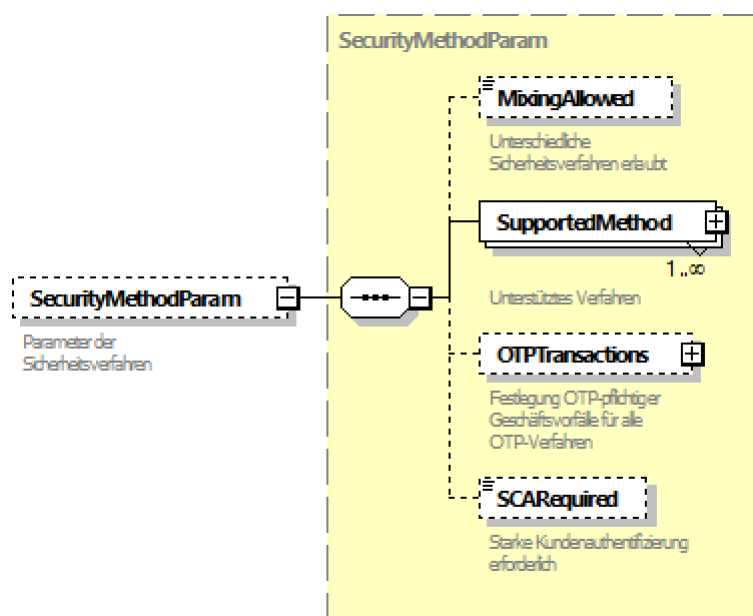 SecurityMethodParam
MixingAllowed
Unterschiedliche
Sicherheitsverfahren erlaubt
SupportedMethod
1..∞
Unterstütztes Verfahren
SecurityMethodParam
Parameter der
Sicherheitsverfahren
OTPTransactions
Festlegung OTP-pflichtiger
Geschäftsvorfälle für alle
OTP-Verfahren
SCARequired
Starke Kundenauthentifizierung
erforderlich